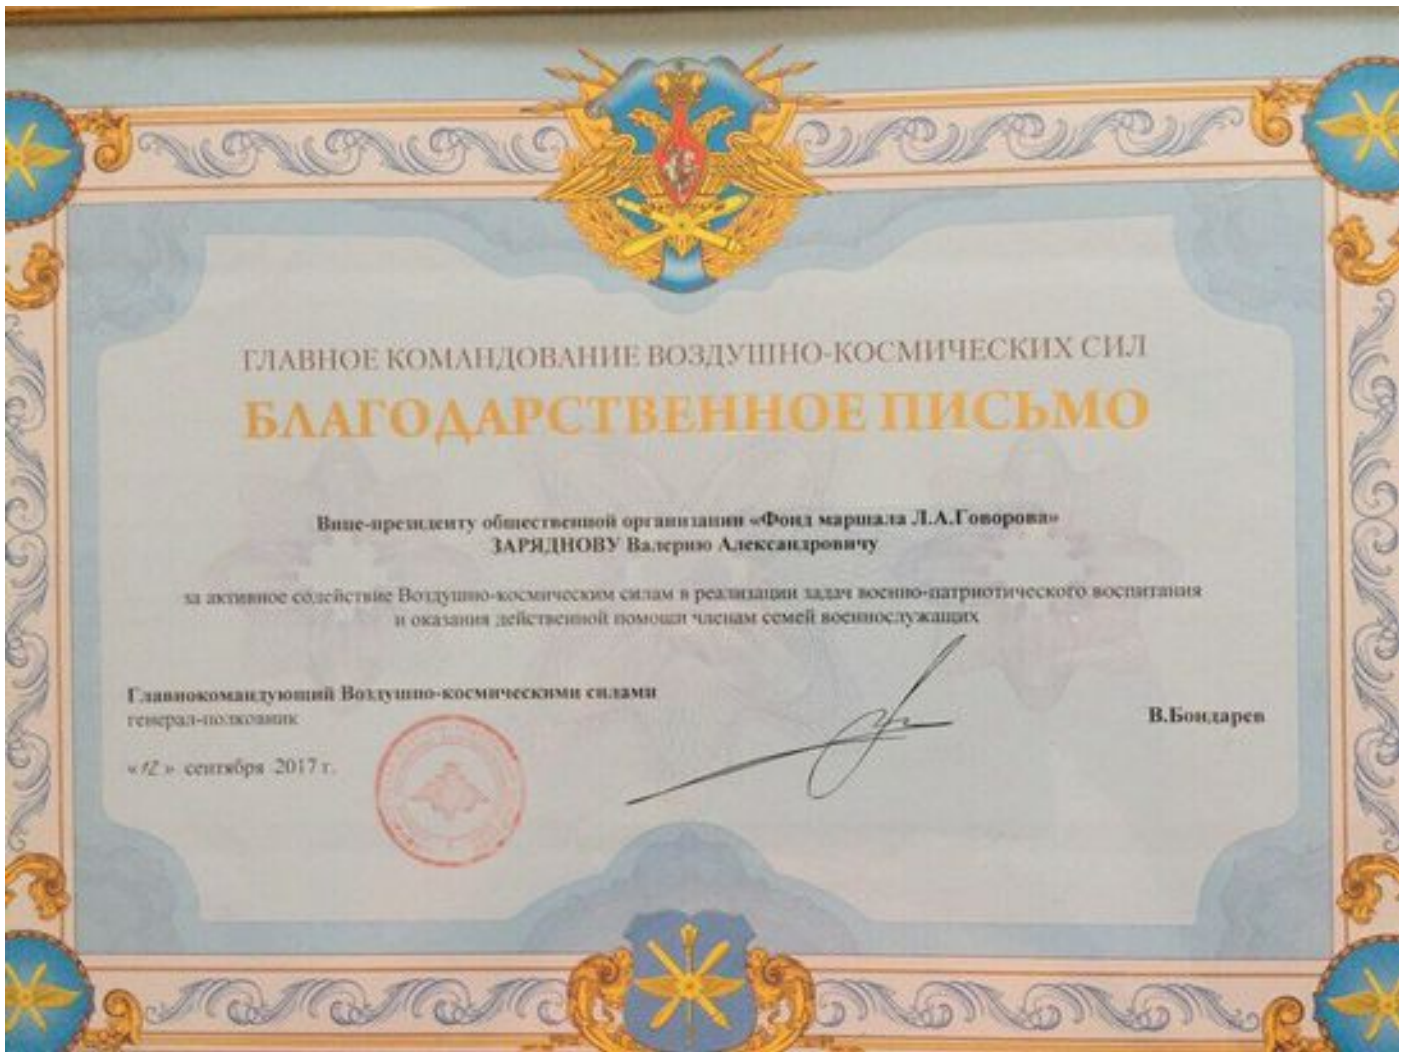 ГЛАВНОЕ КОМАНДОВАНИЕ ВОЗДУШНО-КОСМИЧЕСКИХ СИЛ
БЛАГОДАРСТВЕННОЕ ПИСЬМО
Вице-президенту общественной организации «Фонд маршала Л.А.Говорова»
ЗАРЯДНОВУ Валерию Александровичу
за активное содействие Воздушно-космическим силам в реализации задач военно-патриотического воспитания
и оказания действенной помощи членам семей военнослужащих
Главнокомандующий Воздушно-космическими силами
генерал-полковник
В.Бондарев
«12» сентября 2017 г.